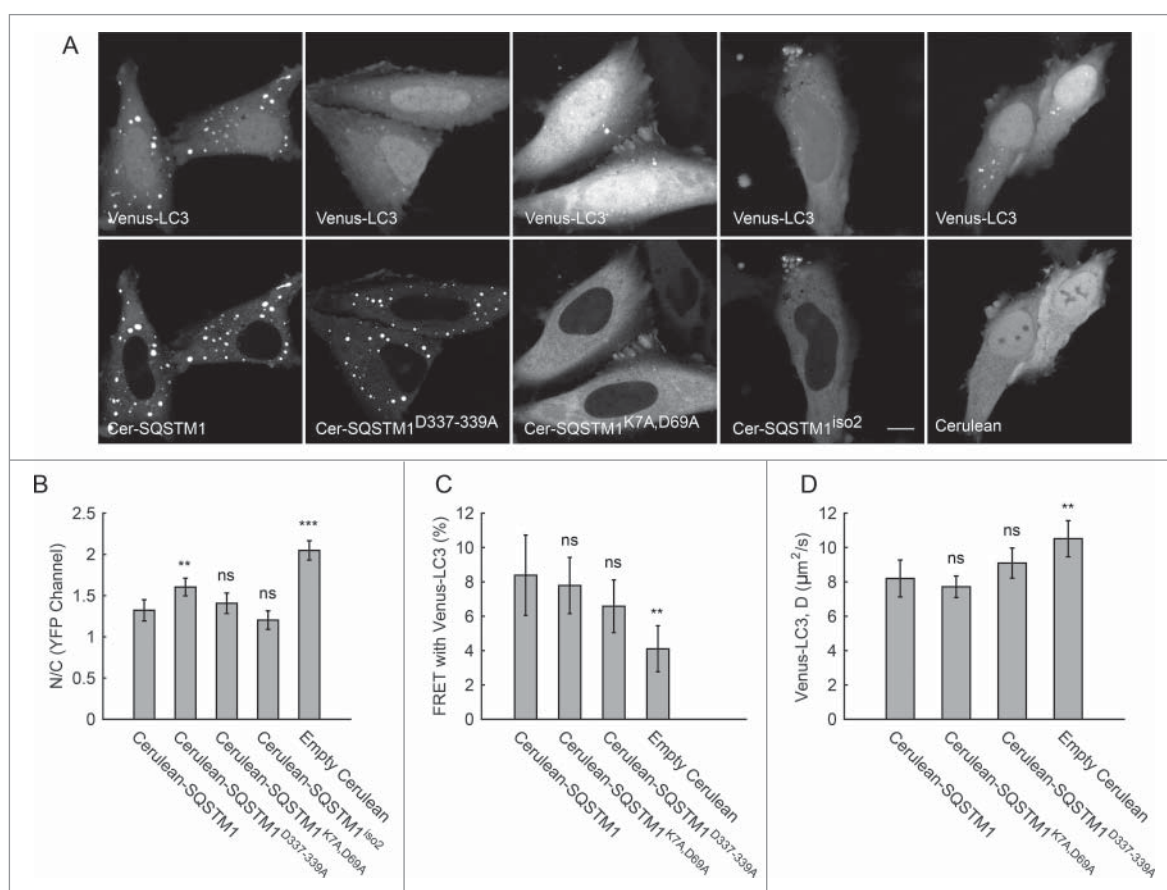 A
Venus-LC3 Venus-LC3 Venus-LC3 Venus-LC3 Venus-LC3
Cer-SQSTM1 Cer-SQSTM1D337-339A Cer-SQSTM1K7A,D69A Cer-SQSTM1iso2 Cerulean
B
N/C (YFP Channel)
2.5
2
1.5
1
0.5
0
**
ns
ns
***
Cerulean-SQSTM1
Cerulean-SQSTM1D337-339A
Cerulean-SQSTM1K7A,D69A
Cerulean-SQSTM1iso2
Empty Cerulean
C
FRET with Venus-LC3 (%)
12
10
8
6
4
2
0
ns
ns
**
Cerulean-SQSTM1
Cerulean-SQSTM1K7A,D69A
Cerulean-SQSTM1D337-339A
Empty Cerulean
D
Venus-LC3, D (µm²/s)
12
10
8
6
4
2
0
ns
ns
**
Cerulean-SQSTM1
Cerulean-SQSTM1K7A,D69A
Cerulean-SQSTM1D337-339A
Empty Cerulean